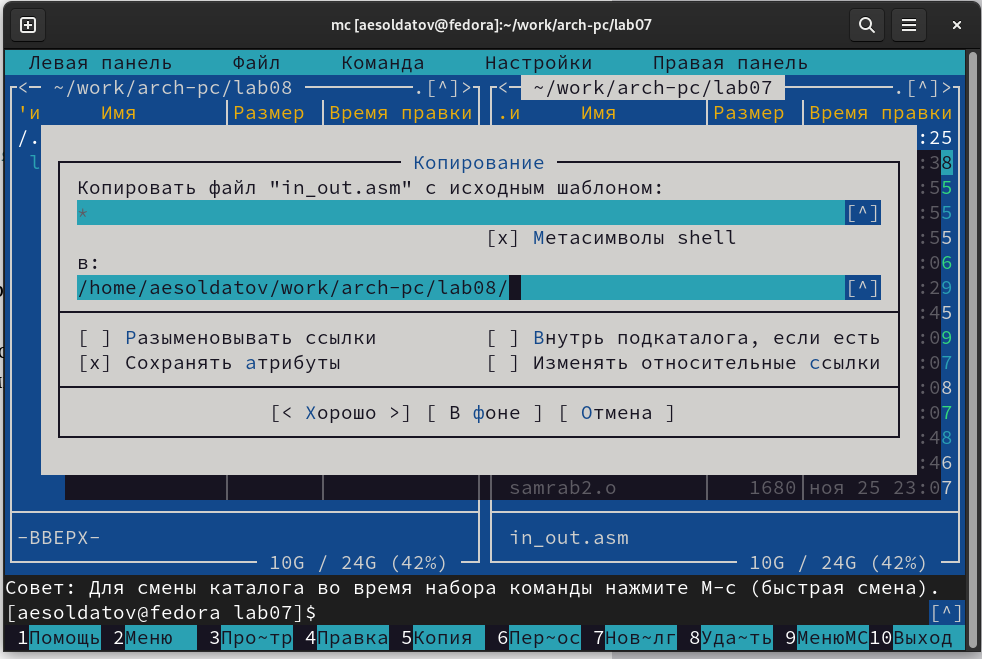 mc [aesoldatov@fedora]:~/work/arch-pc/lab07
Левая панель Файл Команда Настройки Правая панель
<— ~/work/arch-pc/lab08 .[^]> <— ~/work/arch-pc/lab07 .[^]>
'и Имя Размер Время правки .и Имя Размер Время правки
/. :25
l :38
Копирование
Копировать файл "in_out.asm" с исходным шаблоном:
* [^]
[x] Метасимволы shell
в:
/home/aesoldatov/work/arch-pc/lab08/ [^]
[ ] Разыменовывать ссылки [ ] Внутрь подкаталога, если есть
[x] Сохранять атрибуты [ ] Изменять относительные ссылки
[< Хорошо >] [ В фоне ] [ Отмена ]
:55
:55
:55
:06
:29
:45
:09
:07
:08
:07
:48
:46
samrab2.o 1680 ноя 25 23:07
-ВВЕРХ- in_out.asm
10G / 24G (42%) 10G / 24G (42%)
Совет: Для смены каталога во время набора команды нажмите M-c (быстрая смена).
[aesoldatov@fedora lab07]$ [^]
1Помощь 2Меню 3Про~тр 4Правка 5Копия 6Пер~ос 7Нов~лг 8Уда~ть 9МенюМС 10Выход